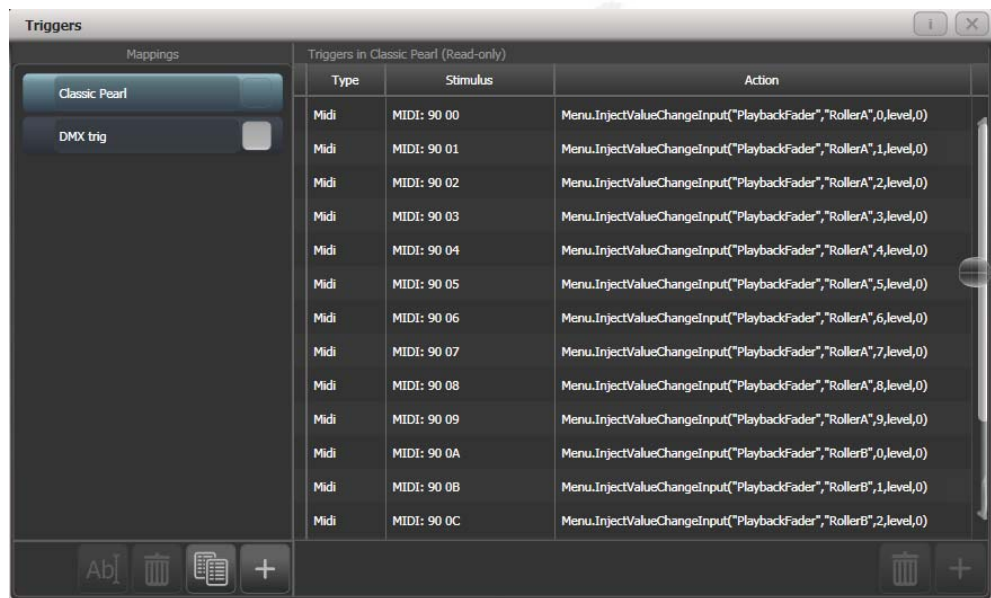 Triggers
i
Mappings
Triggers in Classic Pearl (Read-only)
Classic Pearl
DMX trig
Type Stimulus Action
Midi MIDI: 90 00 Menu.InjectValueChangeInput("PlaybackFader","RollerA",0,level,0)
Midi MIDI: 90 01 Menu.InjectValueChangeInput("PlaybackFader","RollerA",1,level,0)
Midi MIDI: 90 02 Menu.InjectValueChangeInput("PlaybackFader","RollerA",2,level,0)
Midi MIDI: 90 03 Menu.InjectValueChangeInput("PlaybackFader","RollerA",3,level,0)
Midi MIDI: 90 04 Menu.InjectValueChangeInput("PlaybackFader","RollerA",4,level,0)
Midi MIDI: 90 05 Menu.InjectValueChangeInput("PlaybackFader","RollerA",5,level,0)
Midi MIDI: 90 06 Menu.InjectValueChangeInput("PlaybackFader","RollerA",6,level,0)
Midi MIDI: 90 07 Menu.InjectValueChangeInput("PlaybackFader","RollerA",7,level,0)
Midi MIDI: 90 08 Menu.InjectValueChangeInput("PlaybackFader","RollerA",8,level,0)
Midi MIDI: 90 09 Menu.InjectValueChangeInput("PlaybackFader","RollerA",9,level,0)
Midi MIDI: 90 0A Menu.InjectValueChangeInput("PlaybackFader","RollerB",0,level,0)
Midi MIDI: 90 0B Menu.InjectValueChangeInput("PlaybackFader","RollerB",1,level,0)
Midi MIDI: 90 0C Menu.InjectValueChangeInput("PlaybackFader","RollerB",2,level,0)
Ab